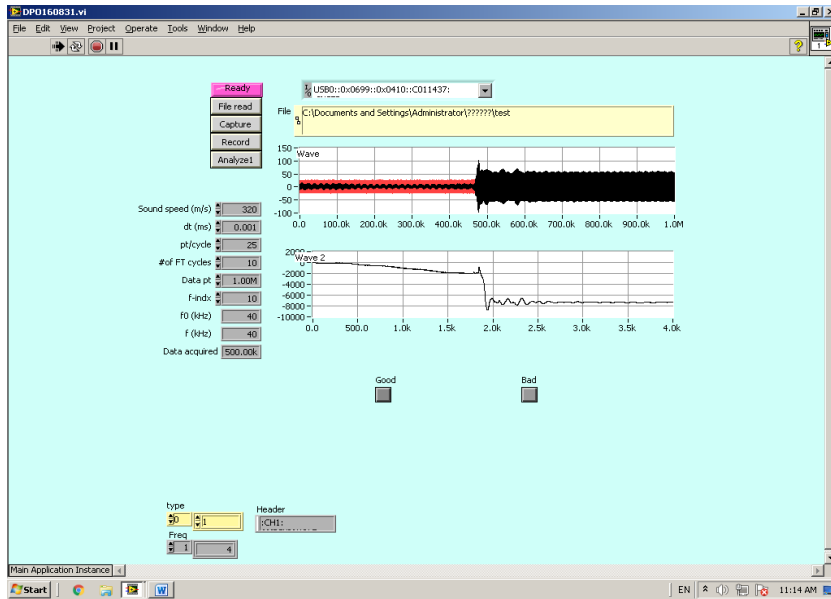 DPO160831.vi
File Edit View Project Operate Tools Window Help
Ready
USB0::0x0699::0x0410::C011437:
File read
File C:\Documents and Settings\Administrator\??????\test
Capture
Record
Analyze1
Wave
150
100
50
0
-50
-100
0.0 100.0k 200.0k 300.0k 400.0k 500.0k 600.0k 700.0k 800.0k 900.0k 1.0M
Sound speed (m/s) 320
dt (ms) 0.001
pt/cycle 25
#of FT cycles 10
Data pt 1.00M
f-indx 10
f0 (kHz) 40
f (kHz) 40
Data acquired 500.00k
Wave 2
2000
-2000
-4000
-6000
-8000
-10000
0.0 500.0 1.0k 1.5k 2.0k 2.5k 3.0k 3.5k 4.0k
Good Bad
type
0 1
Header
:CH1:
Freq
1 4
Main Application Instance
Start
EN 11:14 AM